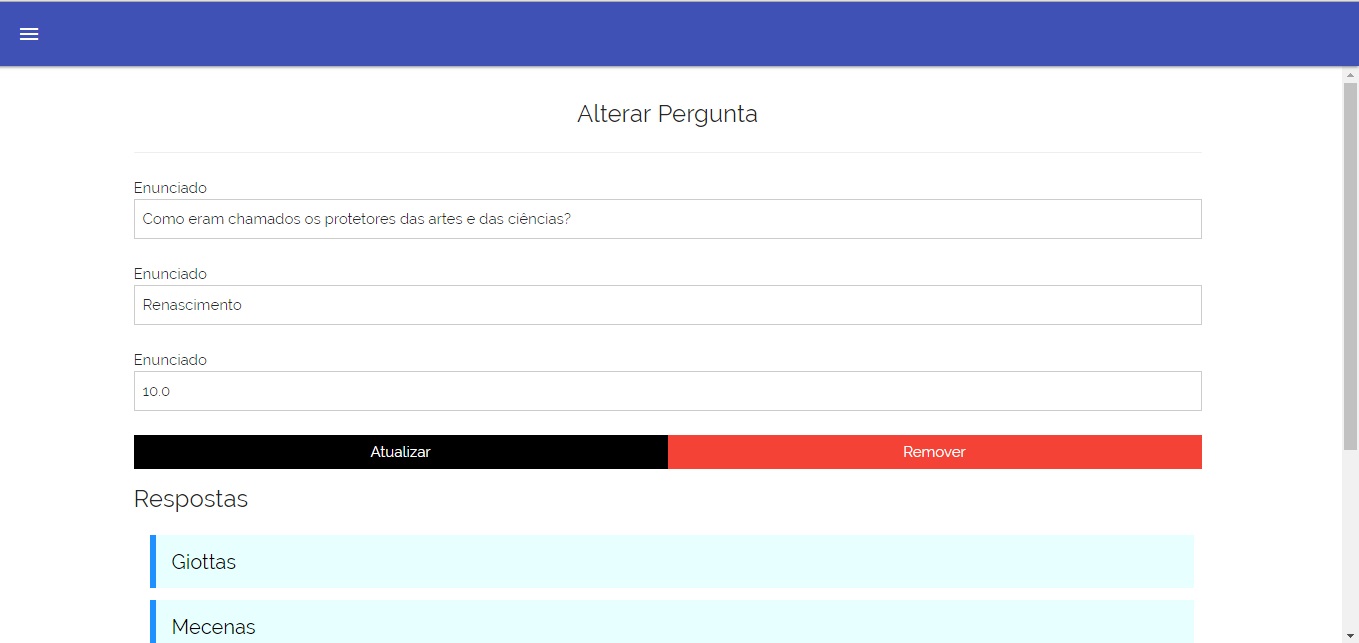 Alterar Pergunta
Enunciado
Como eram chamados os protetores das artes e das ciências?
Enunciado
Renascimento
Enunciado
10.0
Atualizar
Remover
Respostas
Giottas
Mecenas